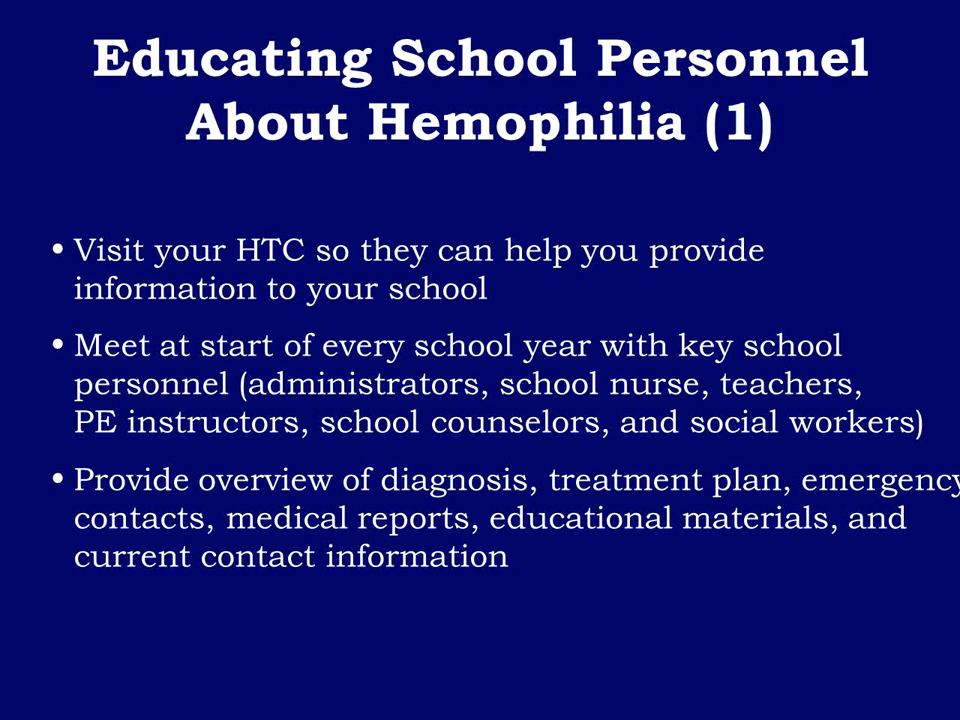 Educating School Personnel
About Hemophilia (1)
• Visit your HTC so they can help you provide
information to your school
• Meet at start of every school year with key school
personnel (administrators, school nurse, teachers,
PE instructors, school counselors, and social workers)
• Provide overview of diagnosis, treatment plan, emergency
contacts, medical reports, educational materials, and
current contact information